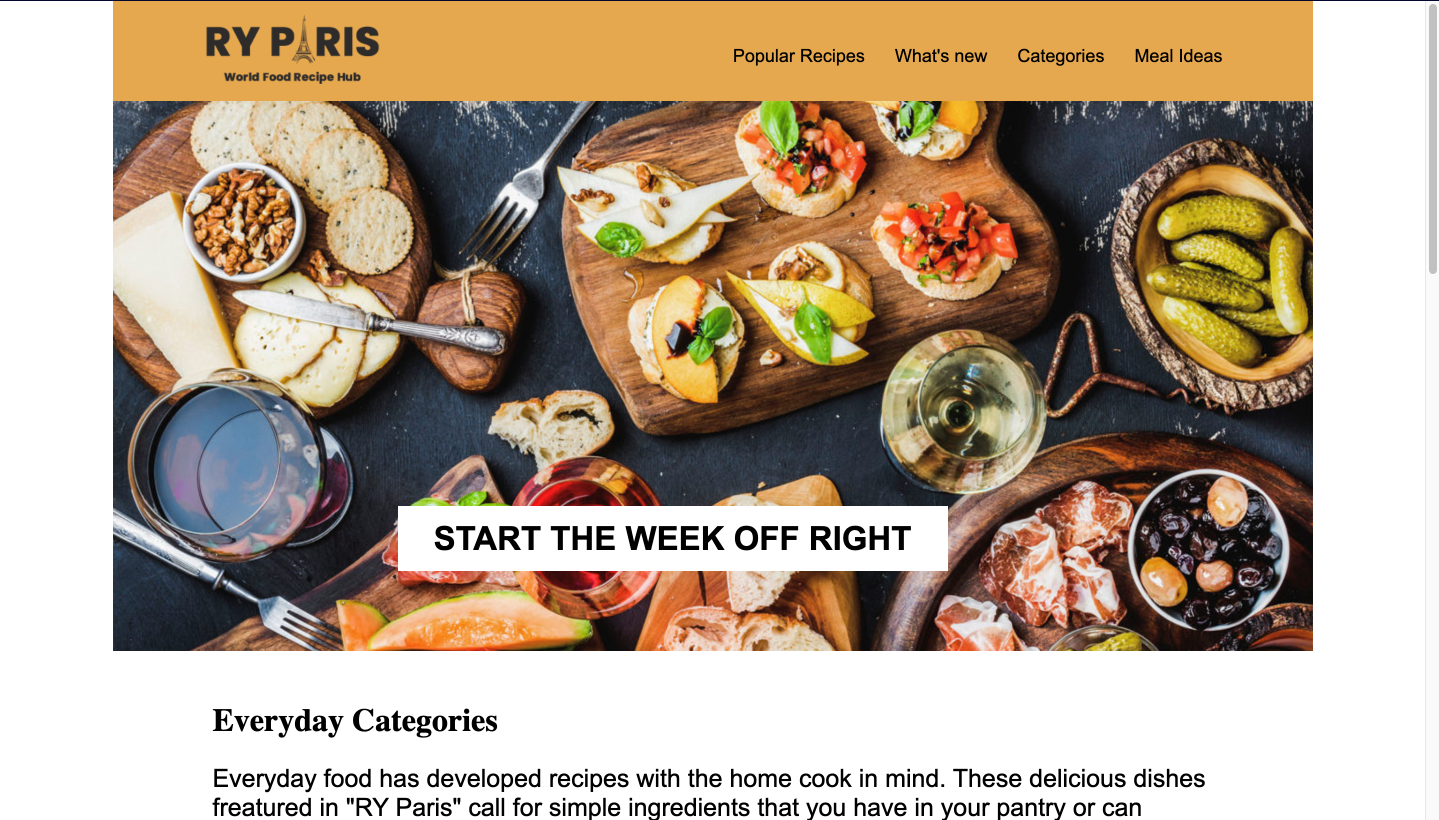 RY PARIS
World Food Recipe Hub
Popular Recipes What's new Categories Meal Ideas
START THE WEEK OFF RIGHT
Everyday Categories
Everyday food has developed recipes with the home cook in mind. These delicious dishes
freatured in "RY Paris" call for simple ingredients that you have in your pantry or can